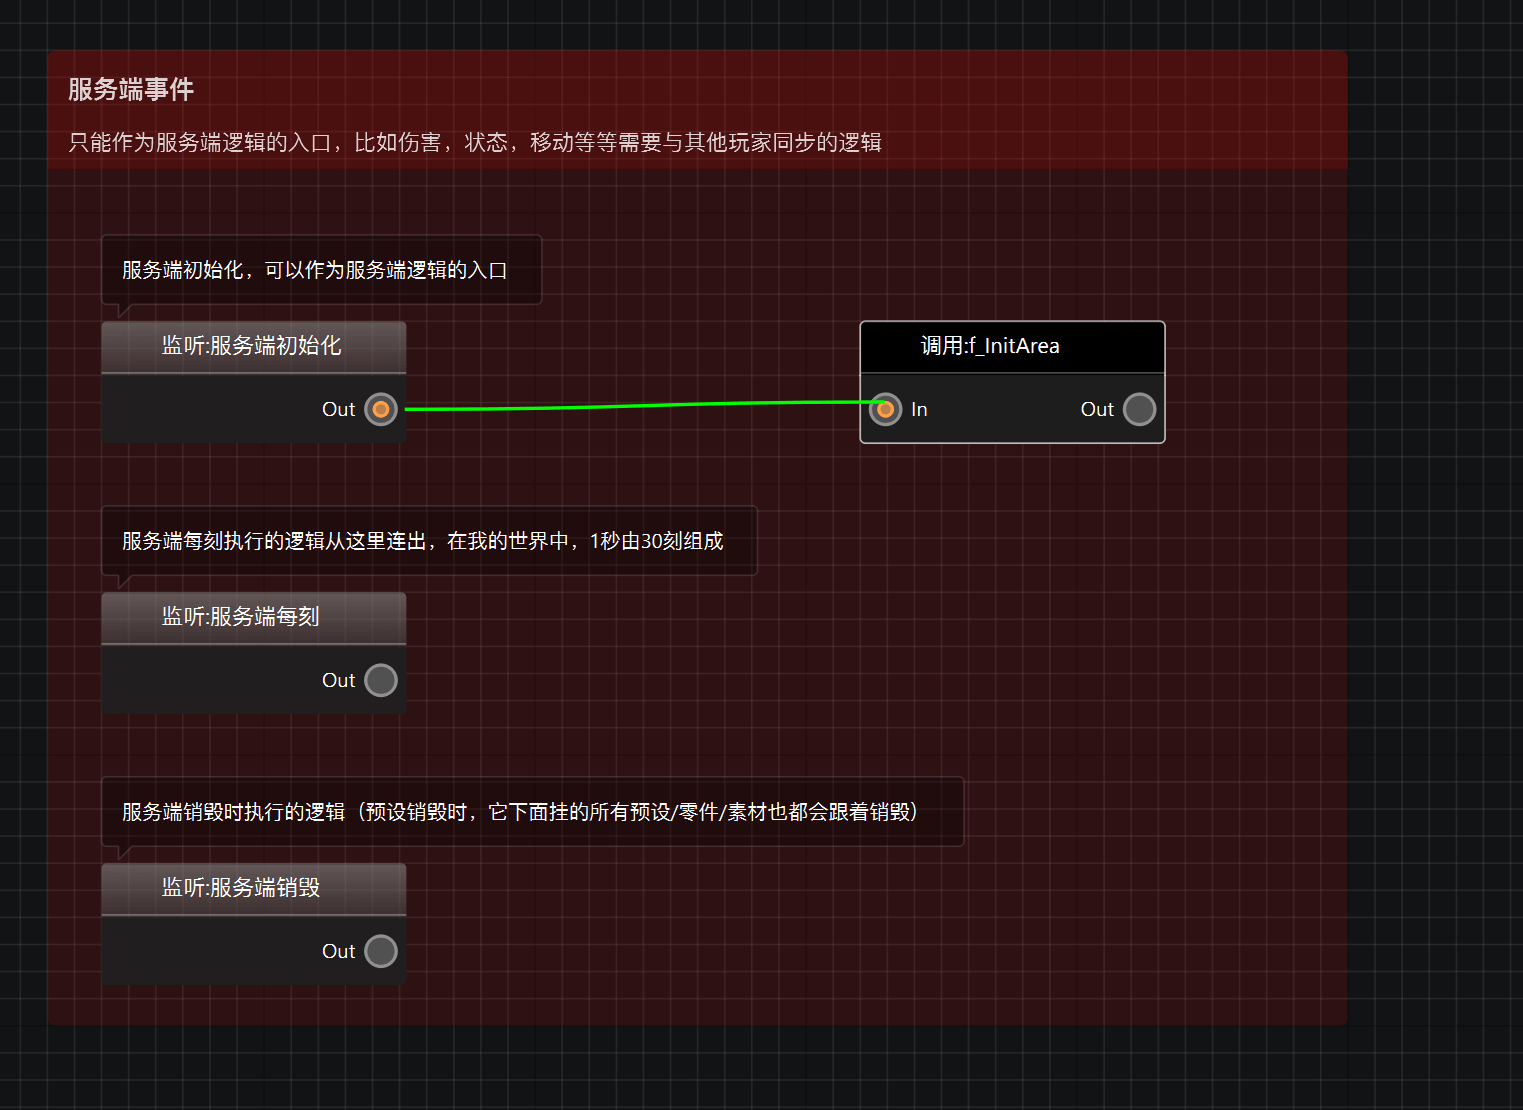 服务端事件
只能作为服务端逻辑的入口，比如伤害，状态，移动等等需要与其他玩家同步的逻辑
服务端初始化，可以作为服务端逻辑的入口
监听:服务端初始化
Out
调用:f_InitArea
In
Out
服务端每刻执行的逻辑从这里连出，在我的世界中，1秒由30刻组成
监听:服务端每刻
Out
服务端销毁时执行的逻辑（预设销毁时，它下面挂的所有预设/零件/素材也都会跟着销毁）
监听:服务端销毁
Out